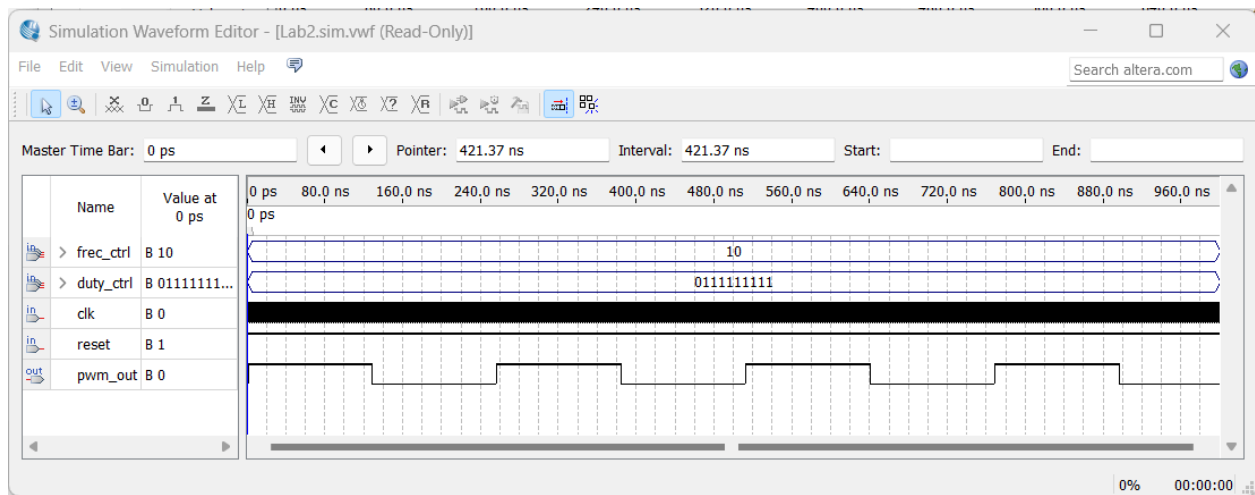 Simulation Waveform Editor - [Lab2.sim.vwf (Read-Only)]
File Edit View Simulation Help
Search altera.com
Master Time Bar: 0 ps Pointer: 421.37 ns Interval: 421.37 ns Start: End:
Name Value at 0 ps
0 ps 80.0 ns 160.0 ns 240.0 ns 320.0 ns 400.0 ns 480.0 ns 560.0 ns 640.0 ns 720.0 ns 800.0 ns 880.0 ns 960.0 ns
0 ps
frec_ctrl B 10 10
duty_ctrl B 01111111... 0111111111
clk B 0
reset B 1
pwm_out B 0
0% 00:00:00